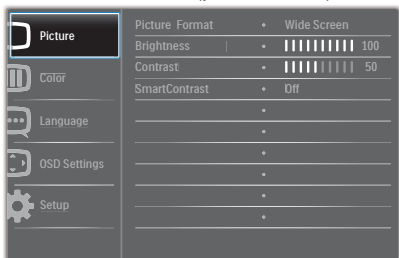 Picture
Color
Language
OSD Settings
Setup
Picture Format • Wide Screen
Brightness • 100
Contrast • 50
SmartContrast • Off
•
•
•
•
•
•